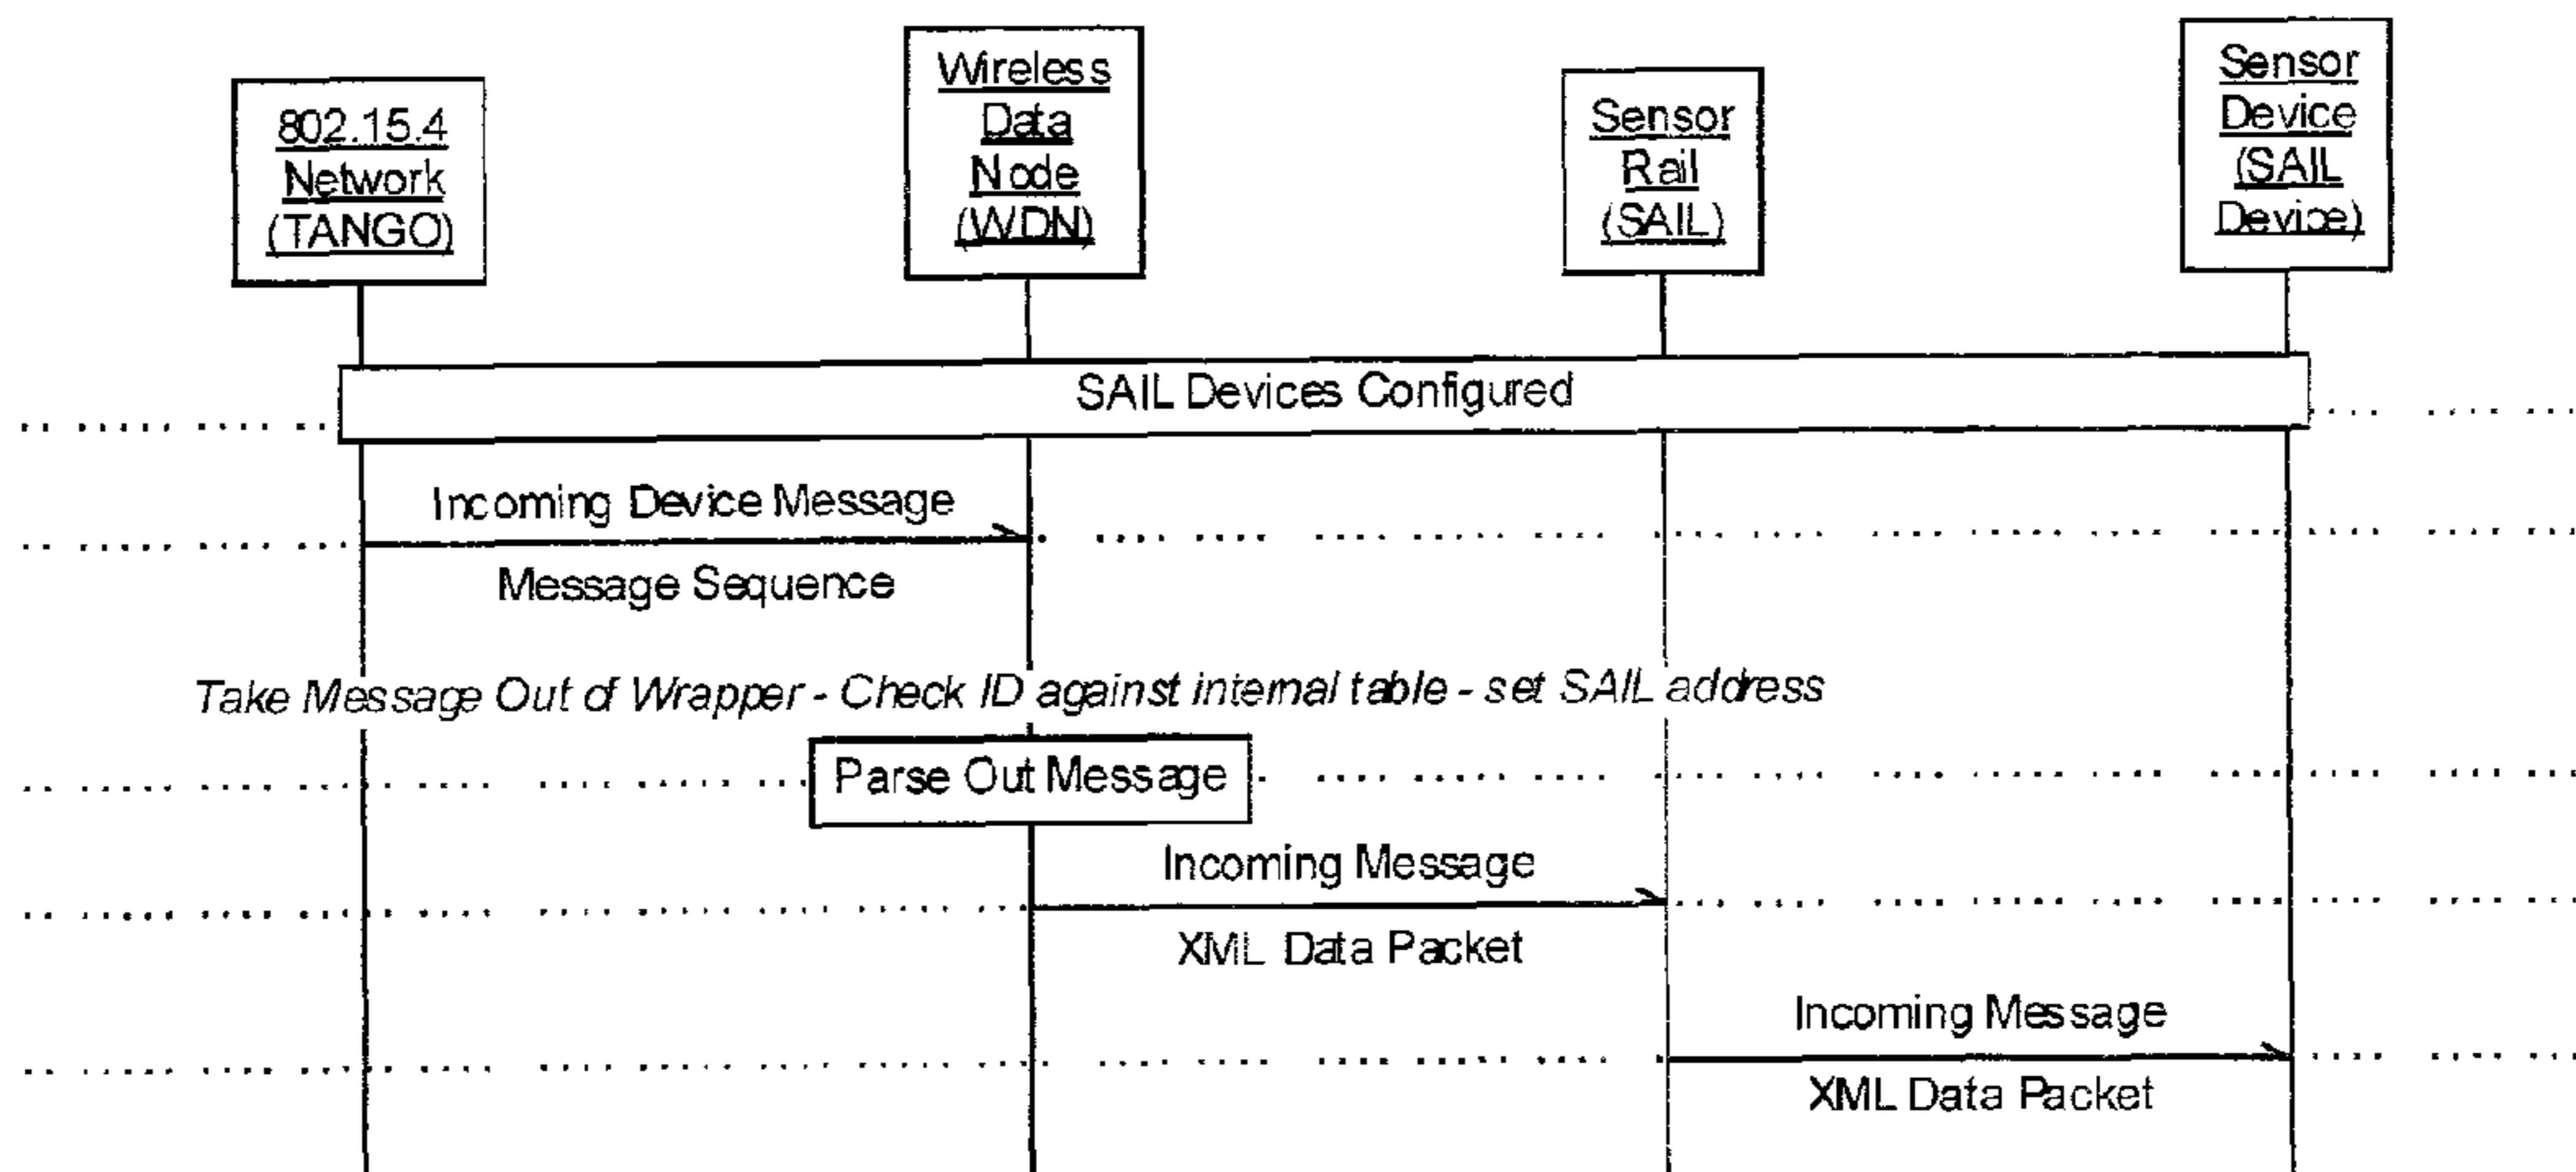 802.15.4
Network
(TANGO)
Wireless
Data
Node
(WDN)
Sensor
Rail
(SAIL)
Sensor
Device
(SAIL
Device)
SAIL Devices Configured
Incoming Device Message
Message Sequence
Take Message Out of Wrapper - Check ID against internal table - set SAIL address
Parse Out Message
Incoming Message
XML Data Packet
Incoming Message
XML Data Packet